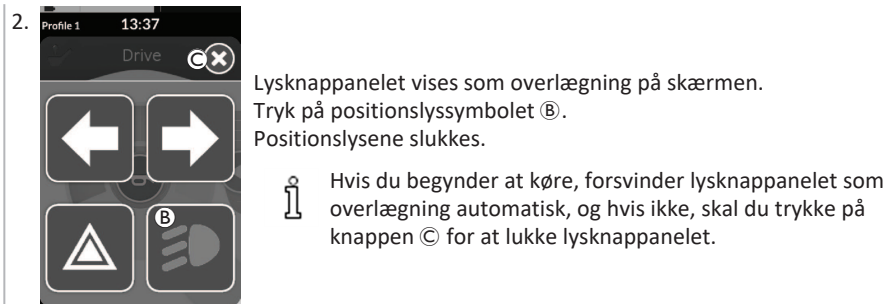 2.
Profile 1 13:37
Drive Ⓒ
Lysknappanelet vises som overlægning på skærmen.
Tryk på positionslyssymbolet Ⓑ.
Positionslysene slukkes.
Hvis du begynder at køre, forsvinder lysknappanelet som
overlægning automatisk, og hvis ikke, skal du trykke på
knappen Ⓒ for at lukke lysknappanelet.
Ⓑ